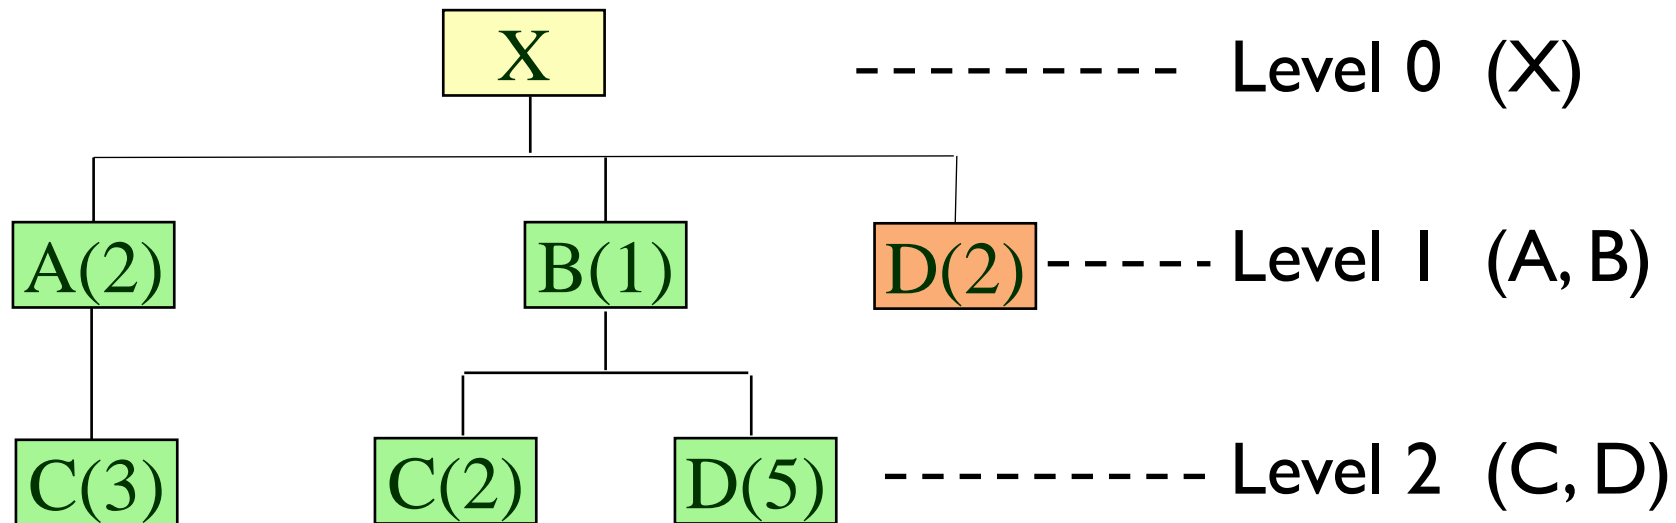 X
Level 0 (X)
A(2)
B(1)
D(2)
Level 1 (A, B)
C(3)
C(2)
D(5)
Level 2 (C, D)